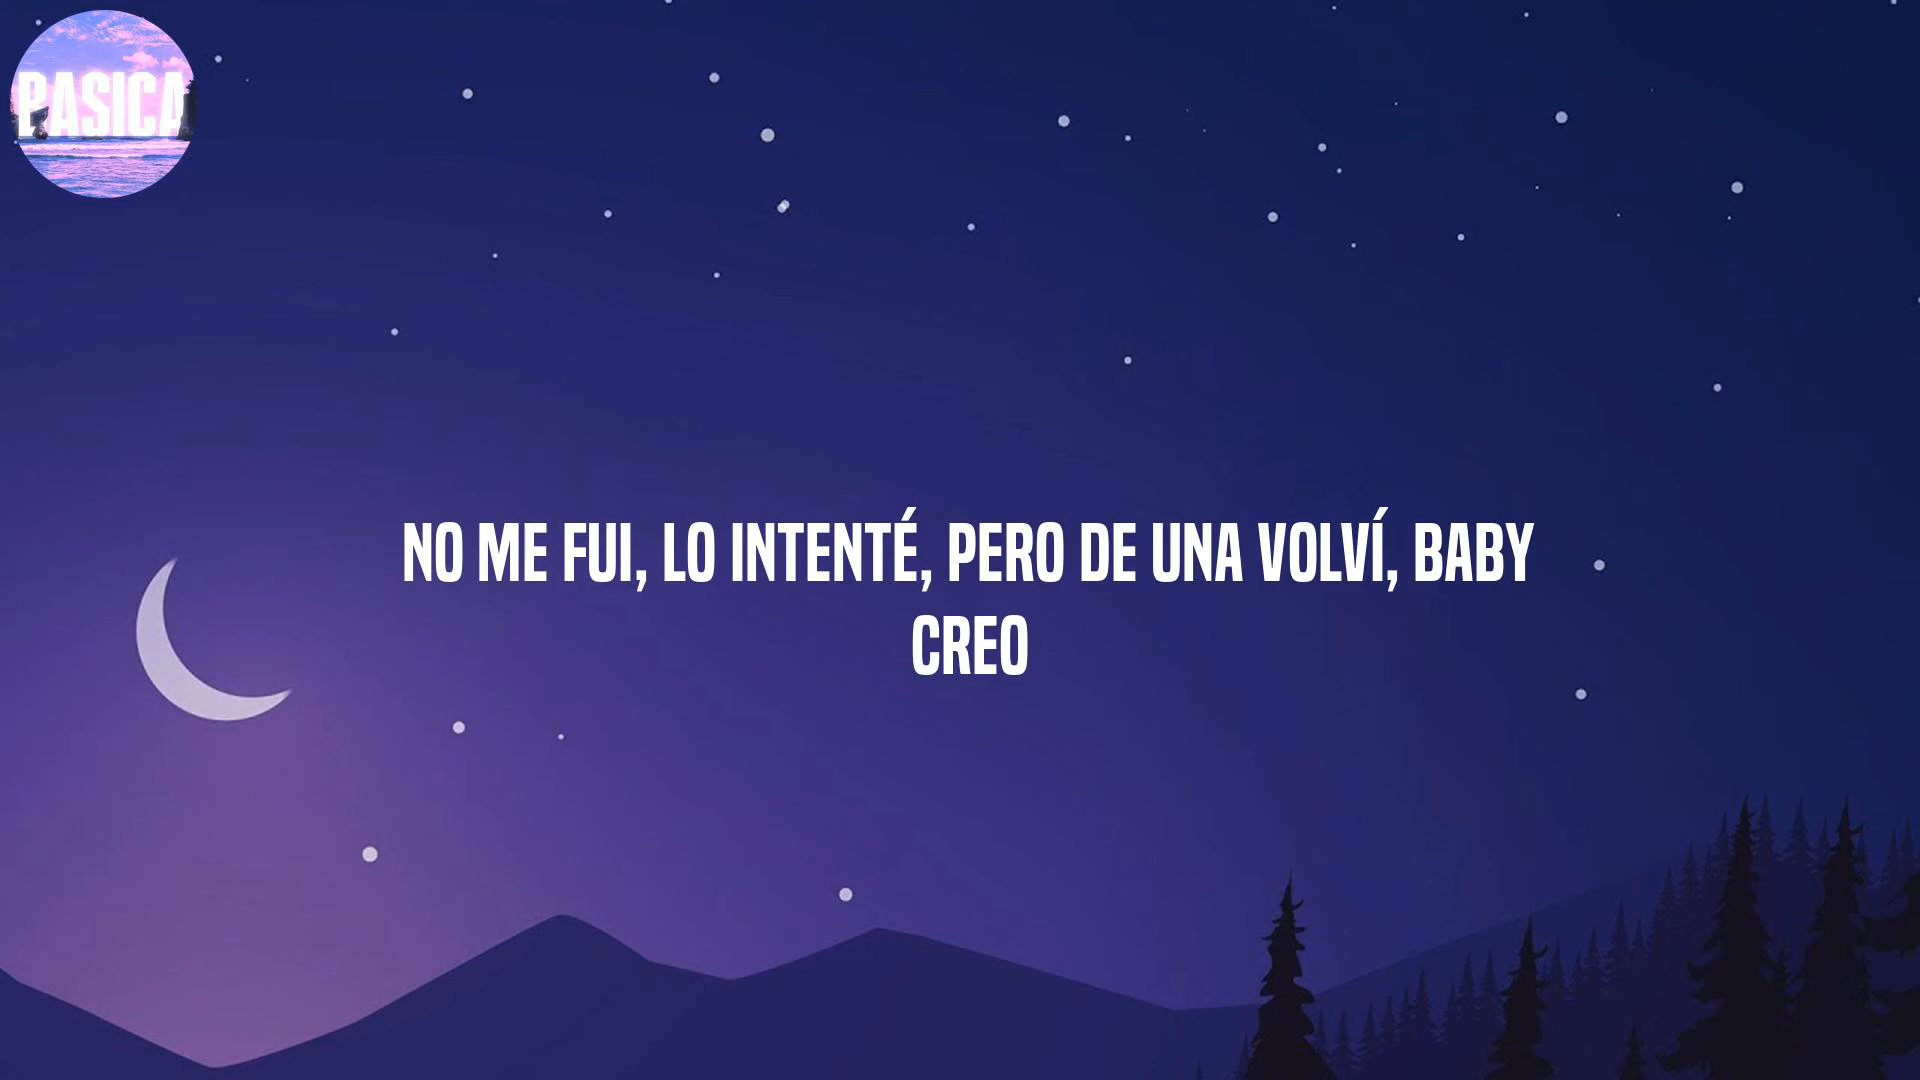 PASICA
NO ME FUI, LO INTENTÉ, PERO DE UNA VOLVÍ, BABY
CREO